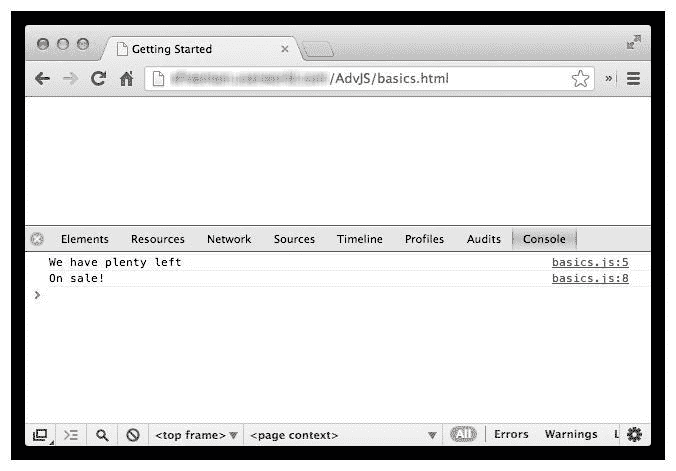 Getting Started
/AdvJS/basics.html
Elements Resources Network Sources Timeline Profiles Audits Console
We have plenty left basics.js:5
On sale! basics.js:8
<top frame> <page context> All Errors Warnings